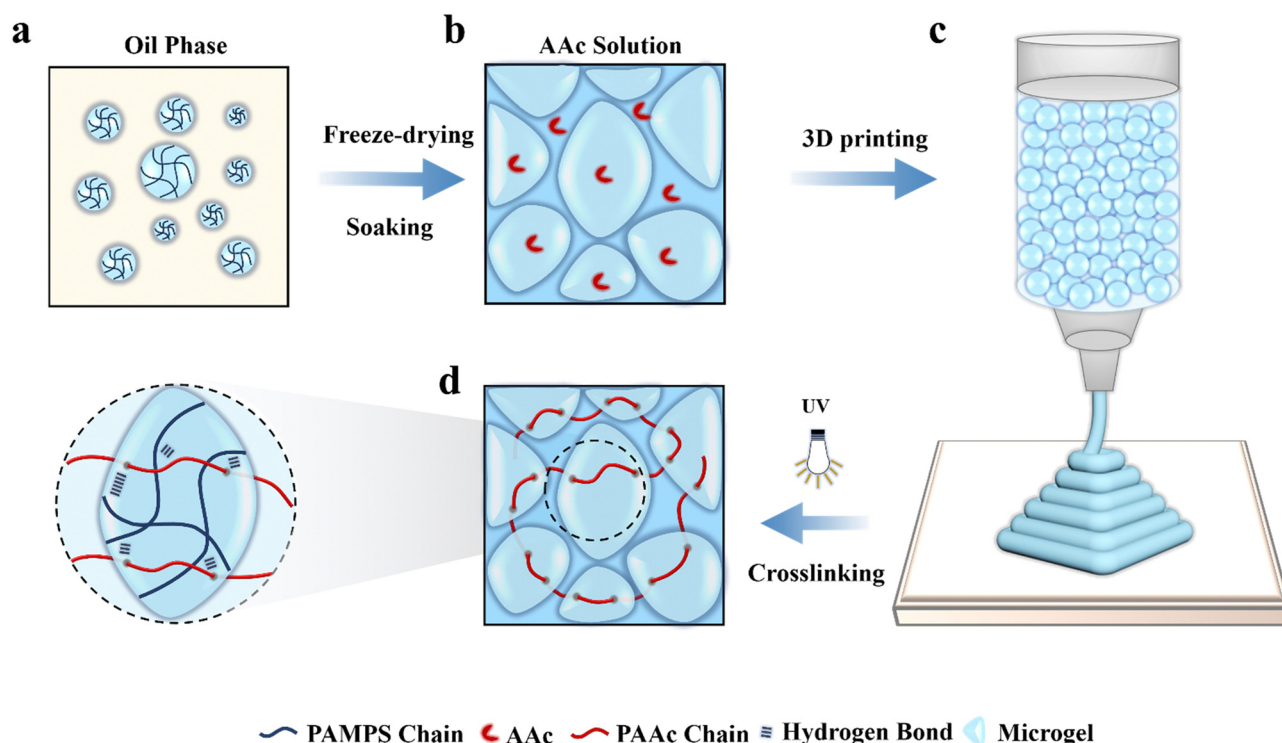 a
Oil Phase
b
AAc Solution
c
Freeze-drying
Soaking
3D printing
d
UV
Crosslinking
PAMPS Chain
AAc
PAAc Chain
Hydrogen Bond
Microgel